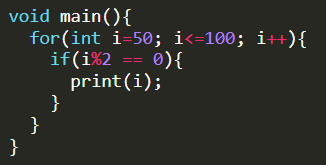 void main(){
  for(int i=50; i<=100; i++){
    if(i%2 == 0){
      print(i);
    }
  }
}